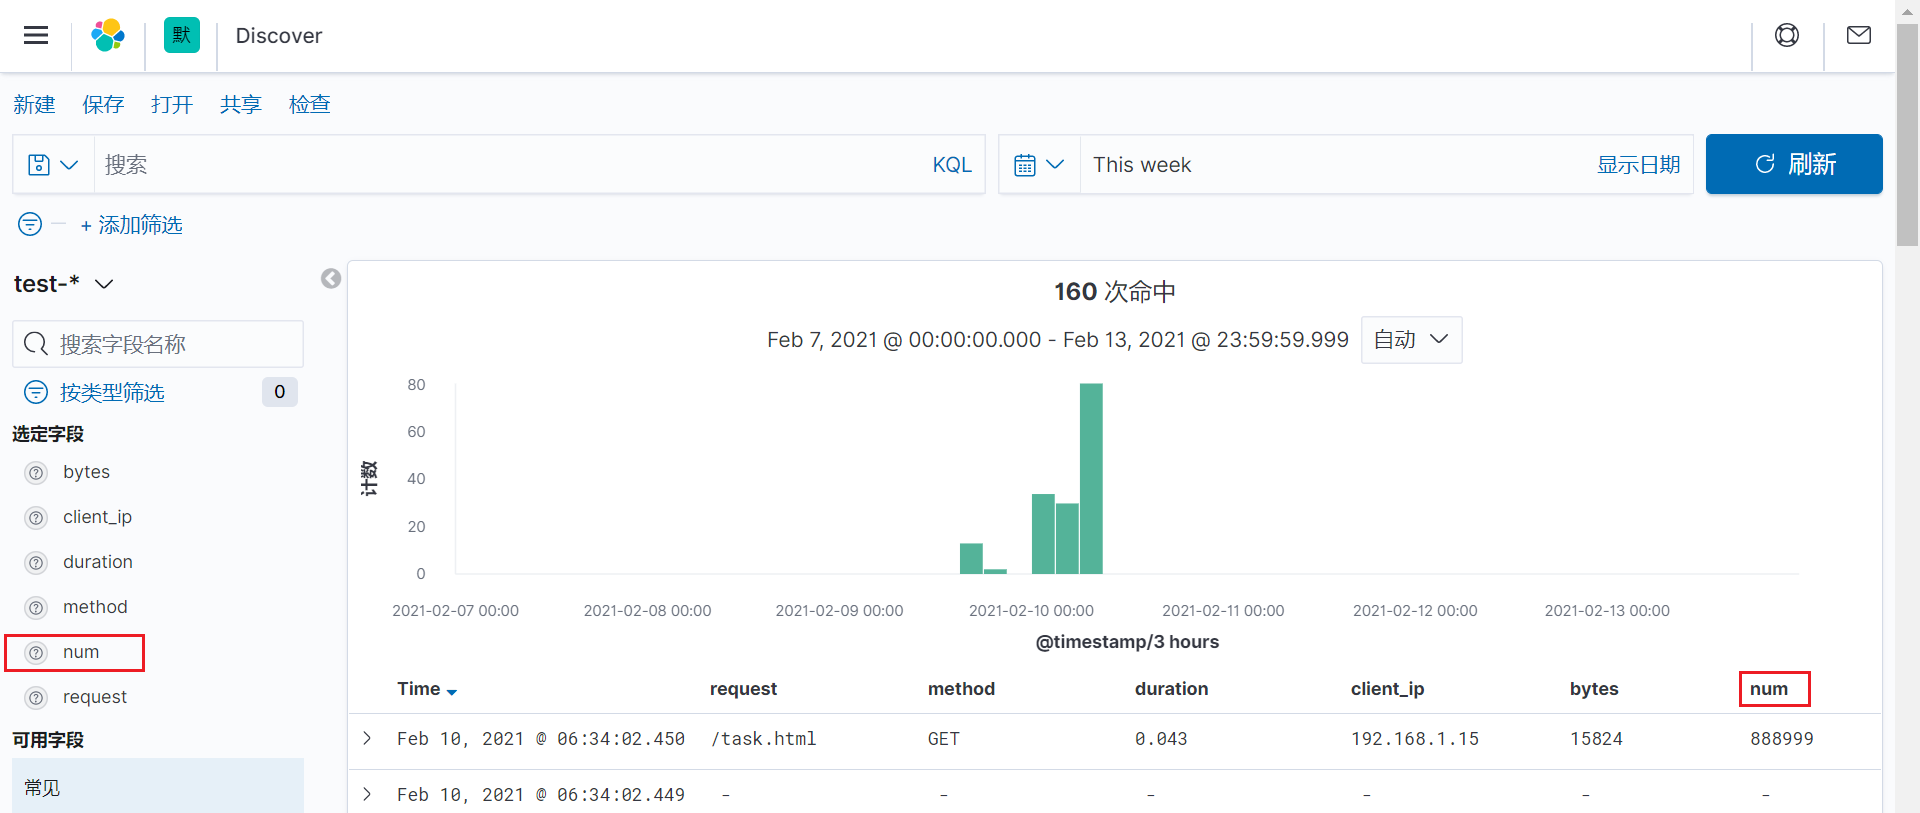 默 Discover
新建 保存 打开 共享 检查
搜索 KQL This week 显示日期 刷新
+ 添加筛选
test-*
搜索字段名称
按类型筛选 0
选定字段
bytes
client_ip
duration
method
num
request
可用字段
常见
160 次命中
Feb 7, 2021 @ 00:00:00.000 - Feb 13, 2021 @ 23:59:59.999 自动
80
60
40
20
0
计数
2021-02-07 00:00 2021-02-08 00:00 2021-02-09 00:00 2021-02-10 00:00 2021-02-11 00:00 2021-02-12 00:00 2021-02-13 00:00
@timestamp/3 hours
Time request method duration client_ip bytes num
Feb 10, 2021 @ 06:34:02.450 /task.html GET 0.043 192.168.1.15 15824 888999
Feb 10, 2021 @ 06:34:02.449 - - - - - -